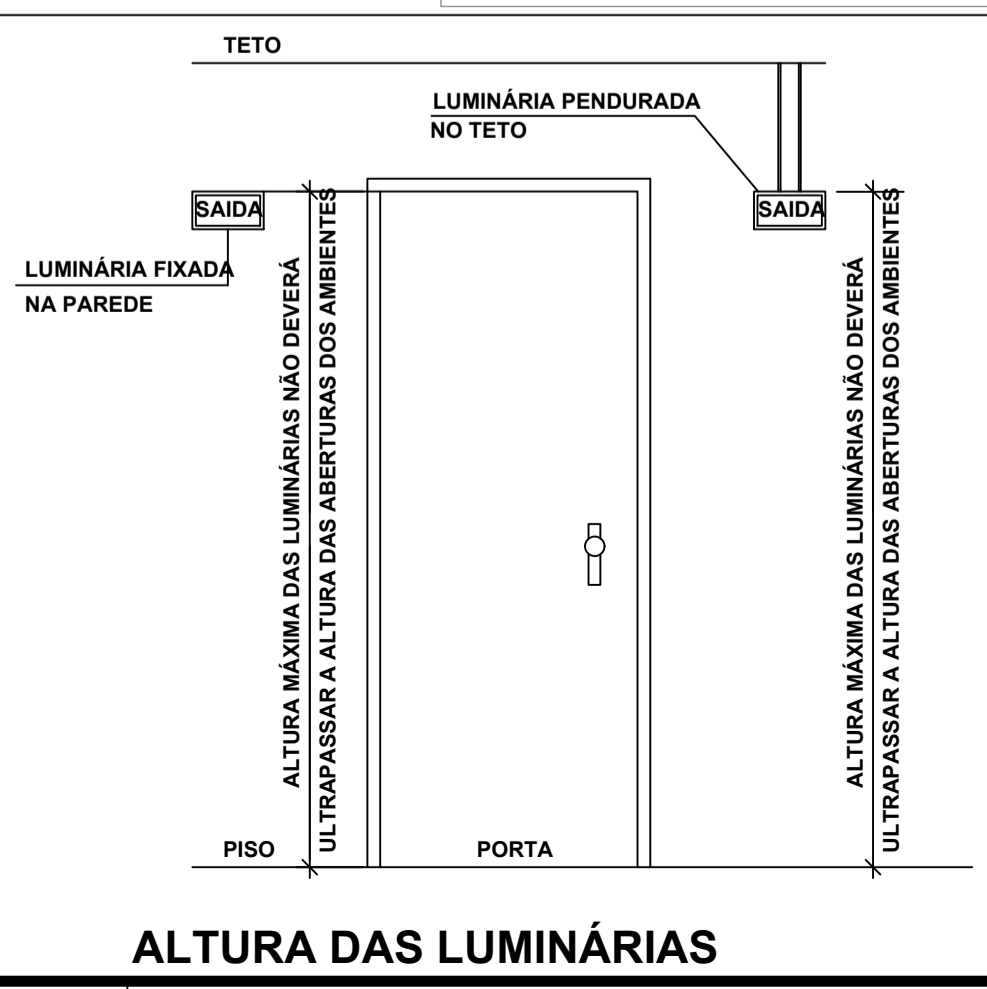 TETO
LUMINÁRIA PENDURADA
NO TETO
SAIDA
SAIDA
LUMINÁRIA FIXADA
NA PAREDE
ALTURA MÁXIMA DAS LUMINÁRIAS NÃO DEVERÁ
ULTRAPASSAR A ALTURA DAS ABERTURAS DOS AMBIENTES
ALTURA MÁXIMA DAS LUMINÁRIAS NÃO DEVERÁ
ULTRAPASSAR A ALTURA DAS ABERTURAS DOS AMBIENTES
PISO
PORTA
ALTURA DAS LUMINÁRIAS